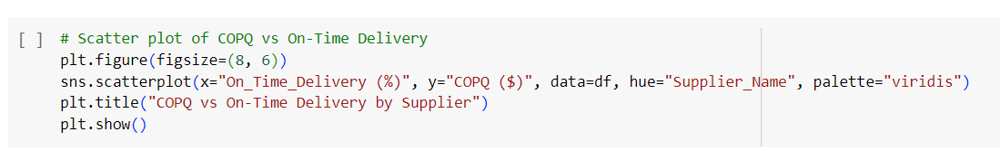 [ ] # Scatter plot of COPQ vs On-Time Delivery
plt.figure(figsize=(8, 6))
sns.scatterplot(x="On_Time_Delivery (%)", y="COPQ ($)", data=df, hue="Supplier_Name", palette="viridis")
plt.title("COPQ vs On-Time Delivery by Supplier")
plt.show()